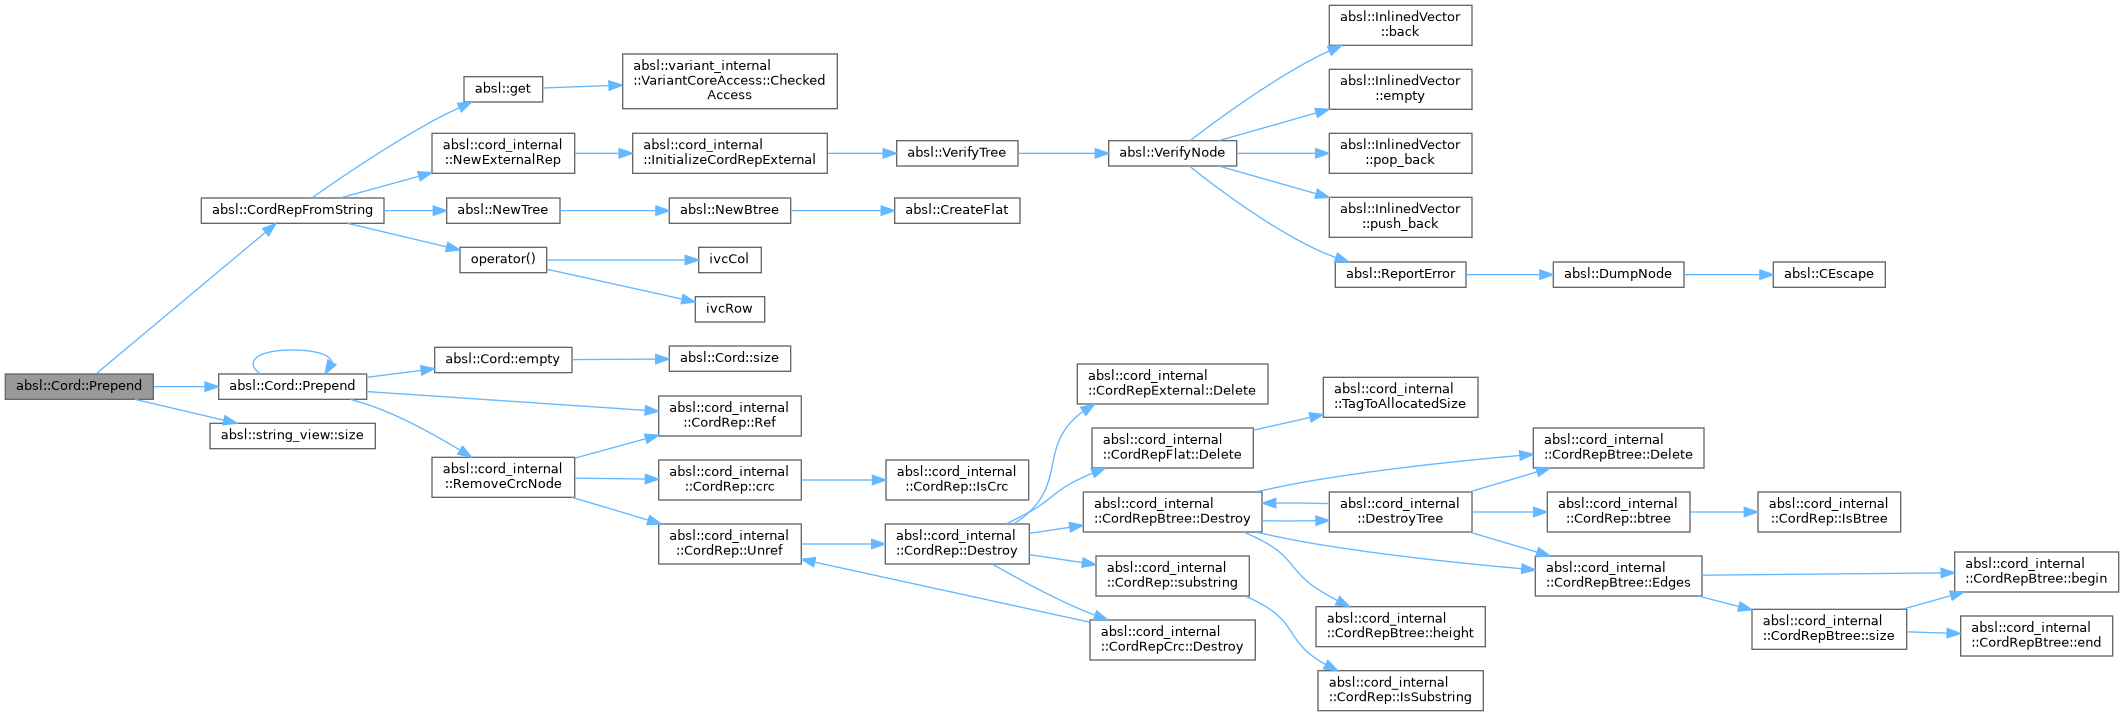 absl::Cord::Prepend
absl::CordRepFromString
absl::get
absl::variant_internal
::VariantCoreAccess::Checked
Access
absl::cord_internal
::NewExternalRep
absl::cord_internal
::InitializeCordRepExternal
absl::VerifyTree
absl::VerifyNode
absl::InlinedVector
::back
absl::InlinedVector
::empty
absl::InlinedVector
::pop_back
absl::InlinedVector
::push_back
absl::ReportError
absl::DumpNode
absl::CEscape
absl::NewTree
absl::NewBtree
absl::CreateFlat
operator()
ivcCol
ivcRow
absl::Cord::Prepend
absl::Cord::empty
absl::Cord::size
absl::cord_internal
::CordRep::Ref
absl::cord_internal
::RemoveCrcNode
absl::cord_internal
::CordRep::crc
absl::cord_internal
::CordRep::IsCrc
absl::cord_internal
::CordRep::Unref
absl::cord_internal
::CordRep::Destroy
absl::cord_internal
::CordRepExternal::Delete
absl::cord_internal
::CordRepFlat::Delete
absl::cord_internal
::TagToAllocatedSize
absl::cord_internal
::CordRepBtree::Destroy
absl::cord_internal
::DestroyTree
absl::cord_internal
::CordRepBtree::Delete
absl::cord_internal
::CordRep::btree
absl::cord_internal
::CordRep::IsBtree
absl::cord_internal
::CordRepBtree::Edges
absl::cord_internal
::CordRepBtree::begin
absl::cord_internal
::CordRepBtree::size
absl::cord_internal
::CordRepBtree::end
absl::cord_internal
::CordRepBtree::height
absl::cord_internal
::CordRep::substring
absl::cord_internal
::CordRep::IsSubstring
absl::cord_internal
::CordRepCrc::Destroy
absl::string_view::size